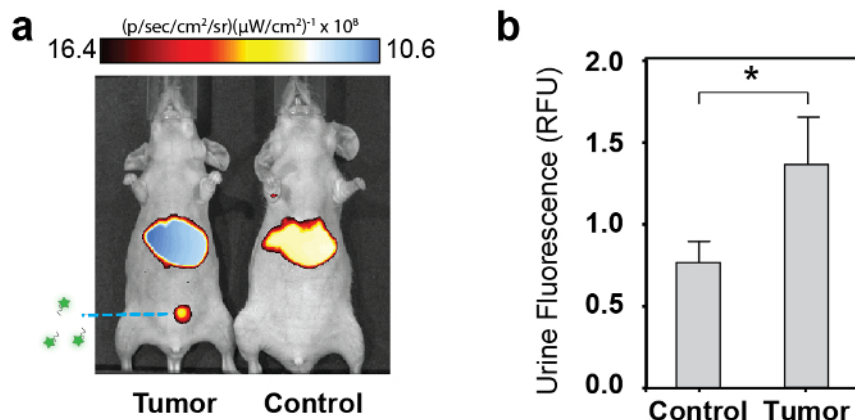 a
(p/sec/cm²/sr)(µW/cm²)⁻¹ x 10⁸
16.4
10.6
Tumor Control
b
Urine Fluorescence (RFU)
2.0
1.5
1.0
0.5
0.0
*
Control Tumor